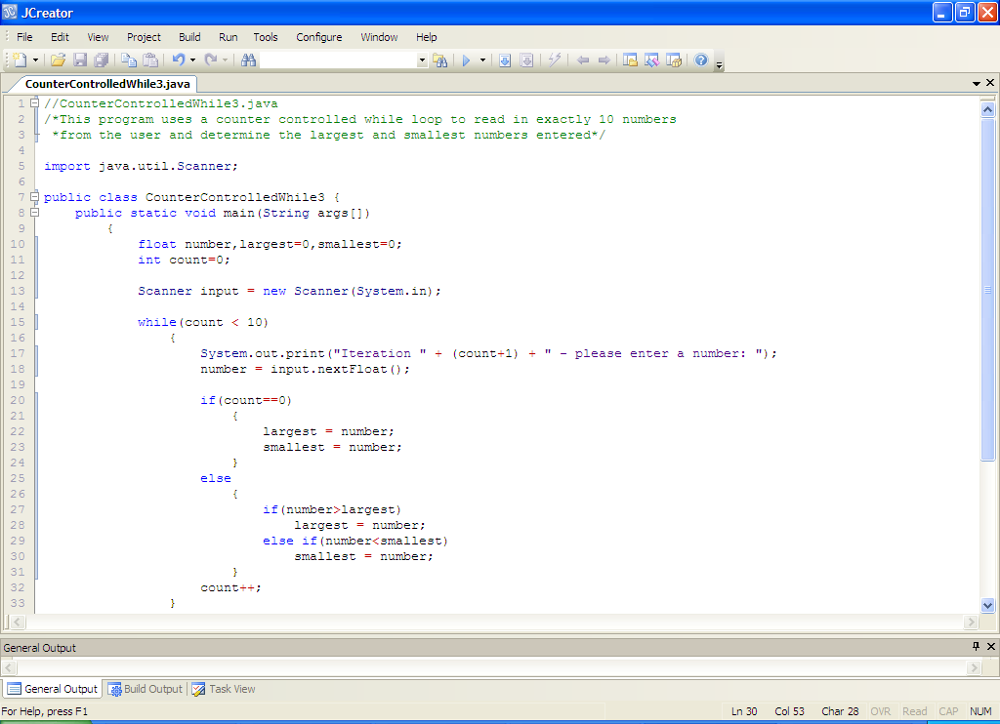 JCreator
File Edit View Project Build Run Tools Configure Window Help
CounterControlledWhile3.java
1 //CounterControlledWhile3.java
2 /*This program uses a counter controlled while loop to read in exactly 10 numbers
3 *from the user and determine the largest and smallest numbers entered*/
4
5 import java.util.Scanner;
6
7 public class CounterControlledWhile3 {
8 public static void main(String args[])
9 {
10 float number,largest=0,smallest=0;
11 int count=0;
12
13 Scanner input = new Scanner(System.in);
14
15 while(count < 10)
16 {
17 System.out.print("Iteration " + (count+1) + " - please enter a number: ");
18 number = input.nextFloat();
19
20 if(count==0)
21 {
22 largest = number;
23 smallest = number;
24 }
25 else
26 {
27 if(number>largest)
28 largest = number;
29 else if(number<smallest)
30 smallest = number;
31 }
32 count++;
33 }
General Output
General Output Build Output Task View
For Help, press F1 Ln 30 Col 53 Char 28 OVR Read CAP NUM